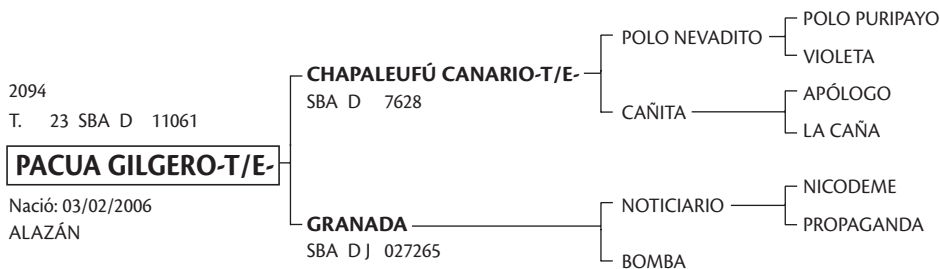 2094
T. 23 SBA D 11061
PACUA GILGERO-T/E-
Nació: 03/02/2006
ALAZÁN
CHAPALEUFÚ CANARIO-T/E-
SBA D 7628
GRANADA
SBA D J 027265
POLO NEVADITO
CAÑITA
NOTICIARIO
BOMBA
POLO PURIPAYO
VIOLETA
APÓLOGO
LA CAÑA
NICODEME
PROPAGANDA